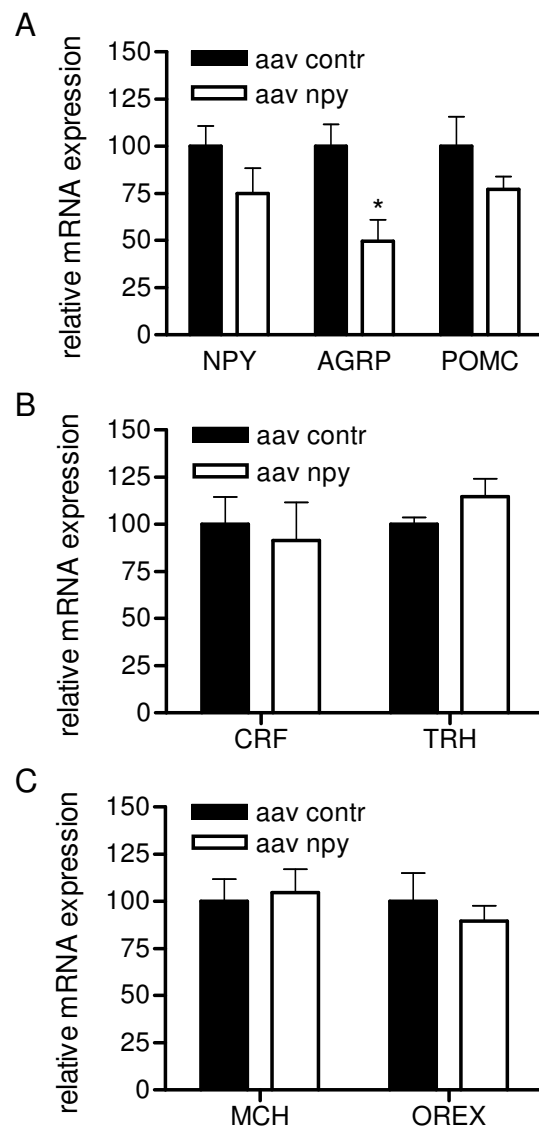 A
relative mRNA expression
150
125
100
75
50
25
0
aav contr
aav npy
*
NPY AGRP POMC
B
relative mRNA expression
150
125
100
75
50
25
0
aav contr
aav npy
CRF TRH
C
relative mRNA expression
150
125
100
75
50
25
0
aav contr
aav npy
MCH OREX